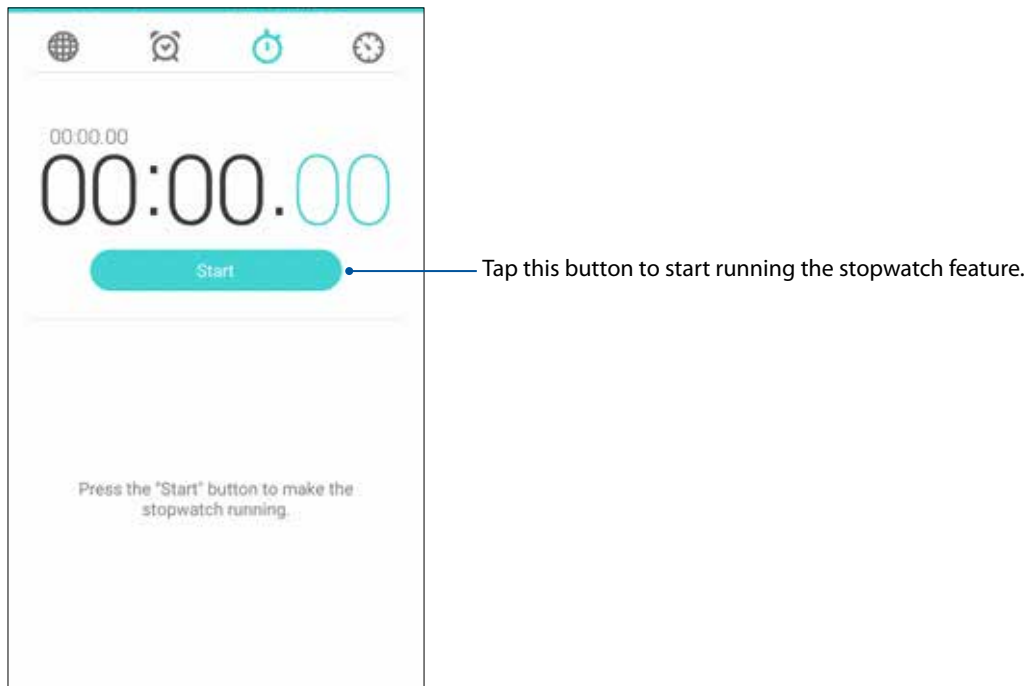 00:00.00
00:00.00
Start
Tap this button to start running the stopwatch feature.
Press the "Start" button to make the
stopwatch running.